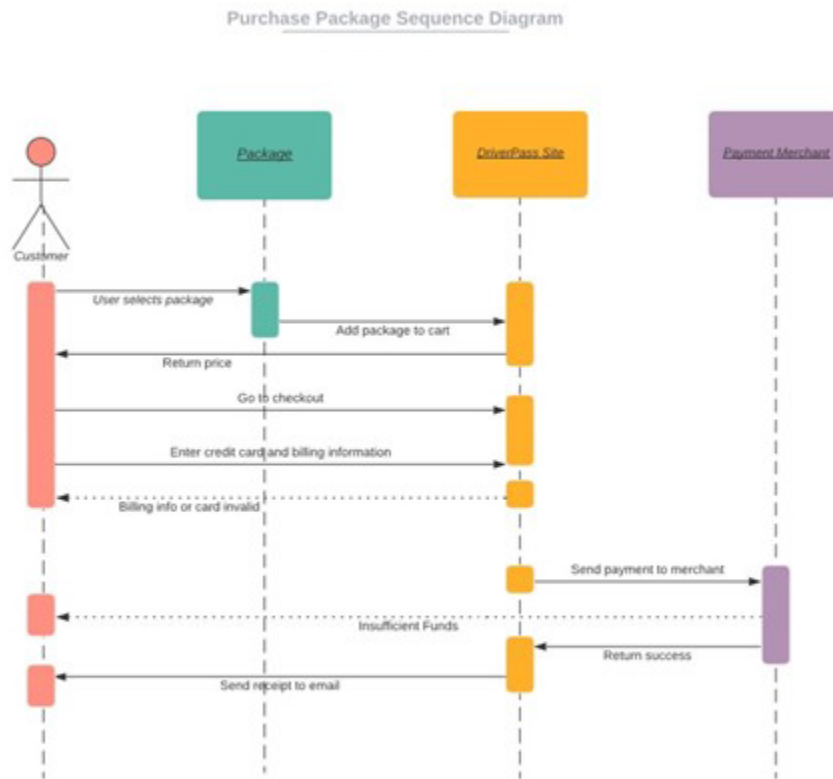 Purchase Package Sequence Diagram
Package
DriverPass Site
Payment Merchant
Customer
User selects package
Add package to cart
Return price
Go to checkout
Enter credit card and billing information
Billing info or card invalid
Send payment to merchant
Insufficient Funds
Return success
Send receipt to email